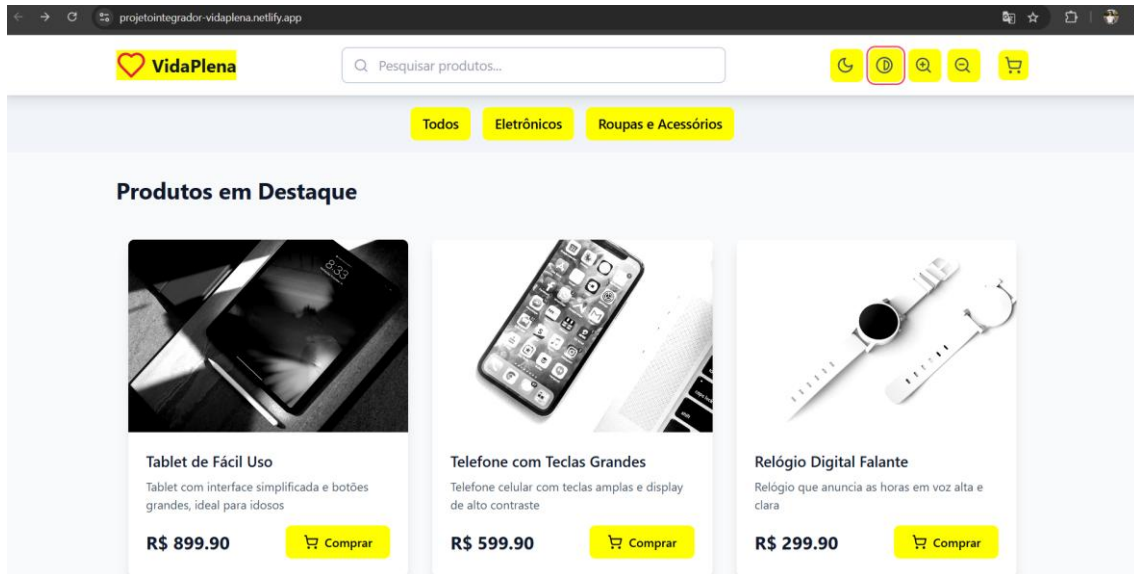 projetointegrador-vidaplena.netlify.app
VidaPlena
Pesquisar produtos...
Todos
Eletrônicos
Roupas e Acessórios
Produtos em Destaque
8:33
Tablet de Fácil Uso
Tablet com interface simplificada e botões
grandes, ideal para idosos
R$ 899.90
Comprar
Telefone com Teclas Grandes
Telefone celular com teclas amplas e display
de alto contraste
R$ 599.90
Comprar
Relógio Digital Falante
Relógio que anuncia as horas em voz alta e
clara
R$ 299.90
Comprar